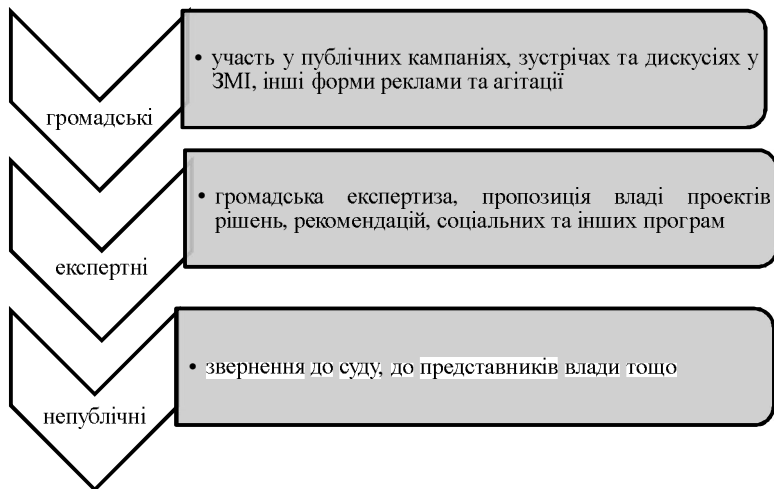 • участь у публічних кампаніях, зустрічах та дискусіях у
ЗМІ, інші форми реклами та агітації
громадські
• громадська експертиза, пропозиція владі проектів
рішень, рекомендацій, соціальних та інших програм
експертні
• звернення до суду, до представників влади тощо
непублічні